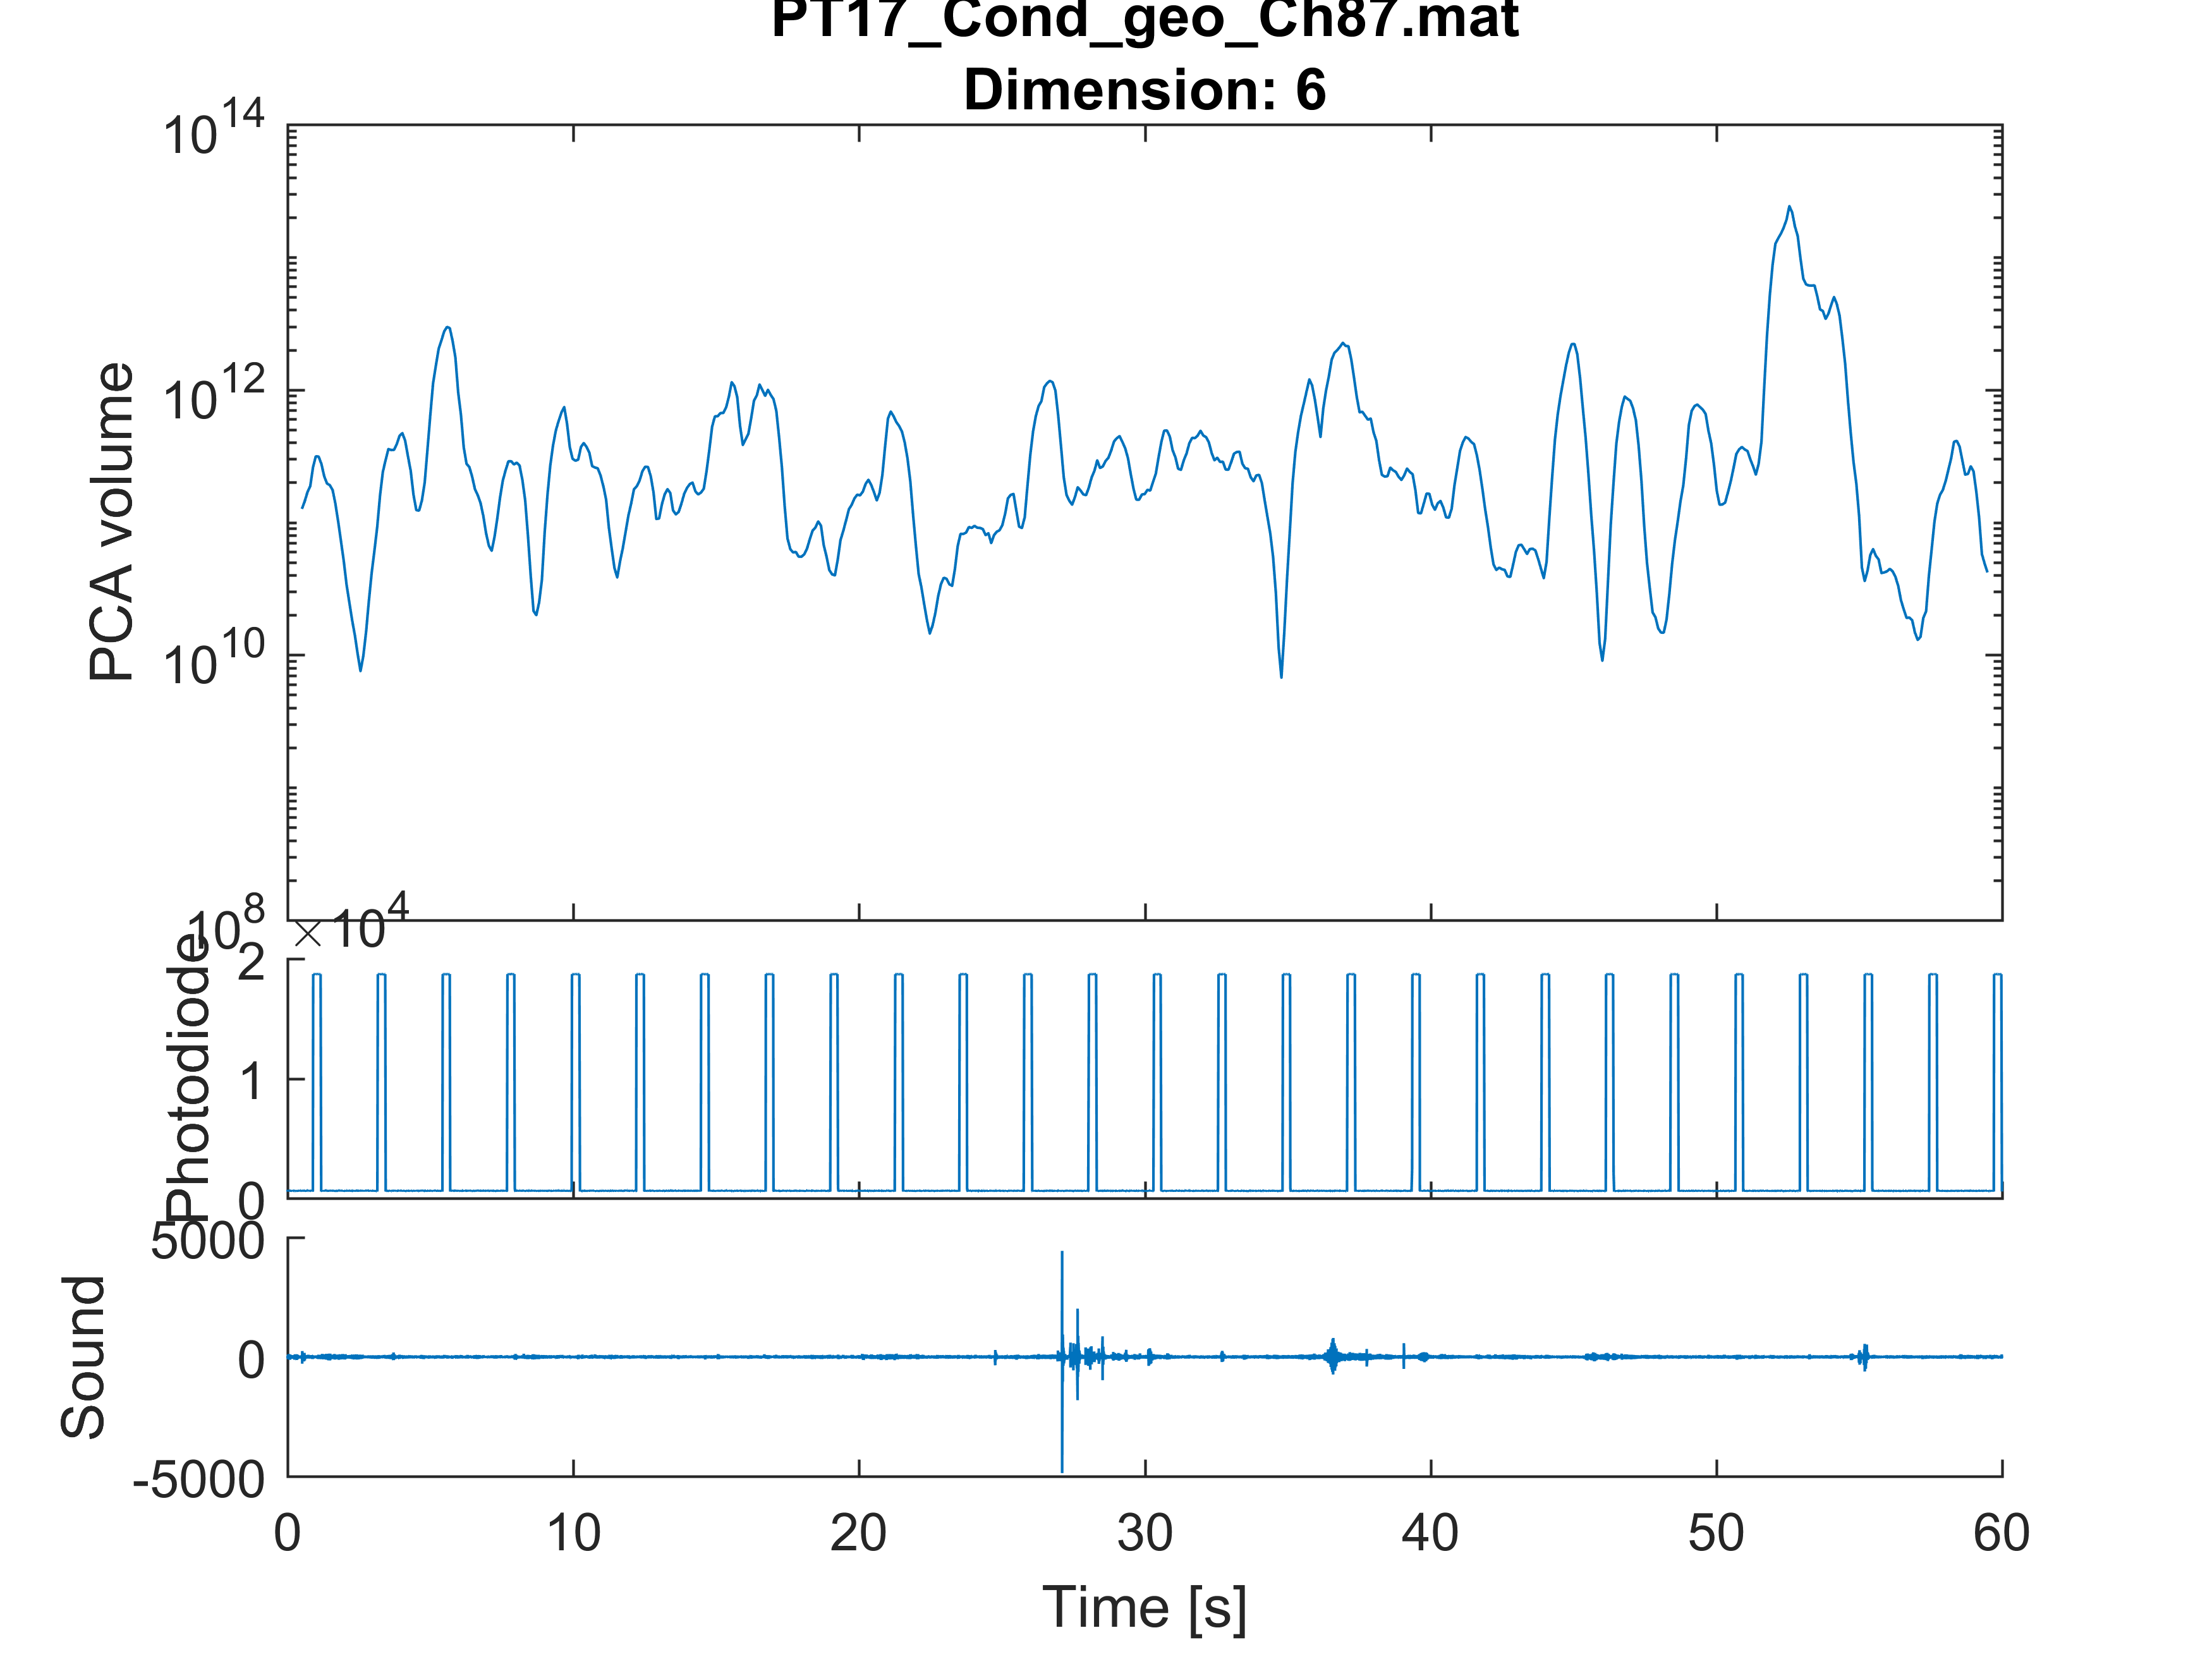 PT17_Cond_geo_Ch87.mat
Dimension: 6
10^14
10^12
10^10
10^8
PCA volume
× 10^4
2
1
0
Photodiode
5000
0
-5000
Sound
0 10 20 30 40 50 60
Time [s]